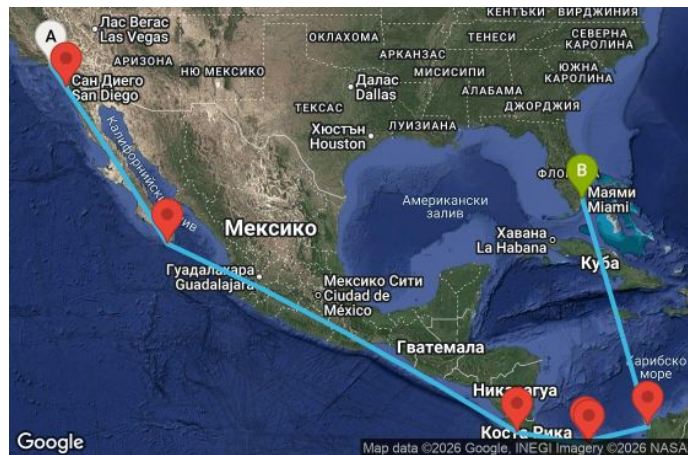 КЕНТЪКИ
ВИРДЖИНИЯ
Лас Вегас
Las Vegas
A
ОКЛАХОМА
ТЕНЕСИ
СЕВЕРНА
КАРОЛИНА
АРИЗОНА
АРКАНЗАС
НЮ МЕКСИКО
МИСИСИПИ
ЮЖНА
КАРОЛИНА
Сан Диего
San Diego
Далас
Dallas
АЛАБАМА
ТЕКСАС
ДЖОРДЖИЯ
Хюстън
Houston
ЛУИЗИАНА
B
Маями
Miami
Американски
залив
Мексико
Хавана
La Habana
Куба
Гуадалахара
Guadalajara
Мексико Сити
Ciudad de
México
Гватемала
море
Коста Рика
Google
Map data ©2026 Google, INEGI Imagery ©2026 NASA